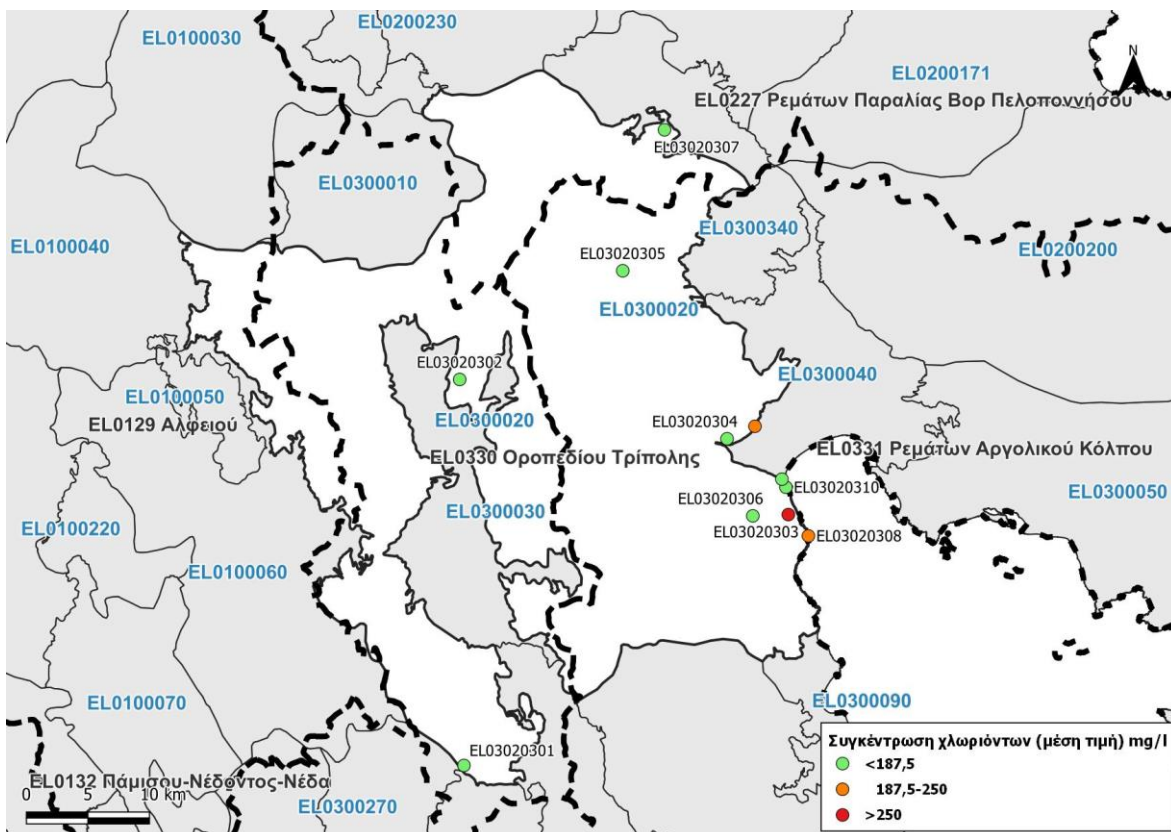 EL0200230
EL0100030
N
EL0200171
EL0227 Ρεμάτων Παραλίας Βορ Πελοποννήσου
EL03020307
EL0300010
EL0300340
EL0100040
EL0200200
EL03020305
EL0300020
EL03020302
EL0300040
EL0100050
EL0129 Αλφειού
EL0300020
EL03020304
EL0331 Ρεμάτων Αργολικού Κόλπου
EL0330 Οροπεδίου Τρίπολης
EL03020310
EL0300050
EL03020306
EL0300030
EL0100220
EL03020303
EL03020308
EL0100060
EL0100070
EL0300090
EL03020301
EL0132 Πάμισου-Νέδοντος-Νέδα
0 5 10 km
EL0300270
Συγκέντρωση χλωριόντων (μέση τιμή) mg/l
<187,5
187,5-250
>250